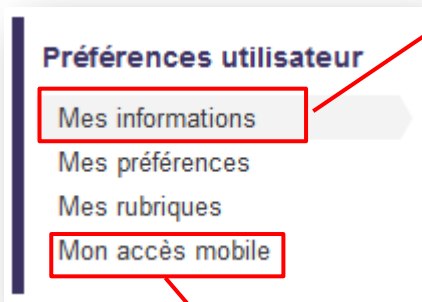 Préférences utilisateur
Mes informations
Mes préférences
Mes rubriques
Mon accès mobile